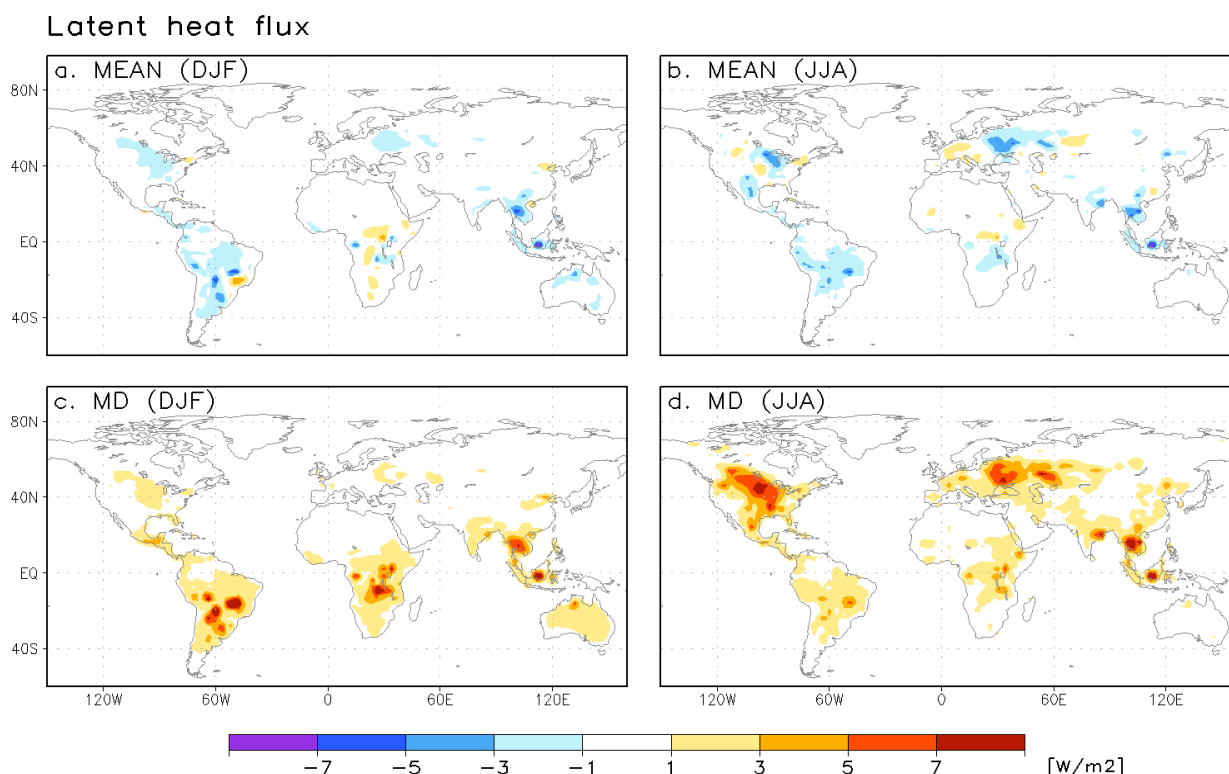 Latent heat flux
a. MEAN (DJF)
b. MEAN (JJA)
80N
40N
EQ
40S
c. MD (DJF)
d. MD (JJA)
80N
40N
EQ
40S
120W 60W 0 60E 120E
120W 60W 0 60E 120E
-7 -5 -3 -1 1 3 5 7 [W/m2]